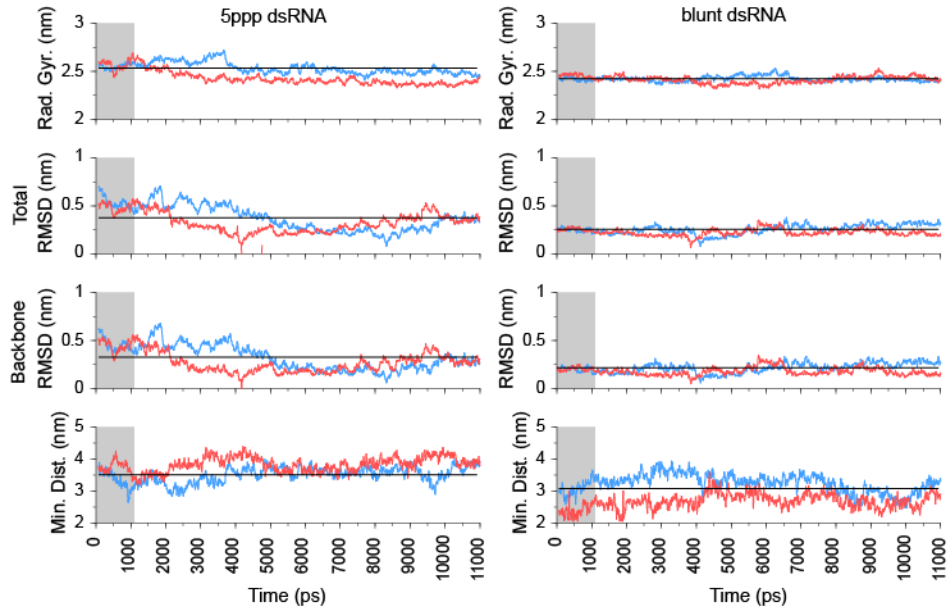 5ppp dsRNA
blunt dsRNA
Rad. Gyr. (nm)
3
2.5
2
Rad. Gyr. (nm)
3
2.5
2
Total
RMSD (nm)
1
0.5
0
RMSD (nm)
1
0.5
0
Backbone
RMSD (nm)
1
0.5
0
RMSD (nm)
1
0.5
0
Min. Dist. (nm)
5
4
3
2
Min. Dist. (nm)
5
4
3
2
0 1000 2000 3000 4000 5000 6000 7000 8000 9000 10000 11000
0 1000 2000 3000 4000 5000 6000 7000 8000 9000 10000 11000
Time (ps)
Time (ps)